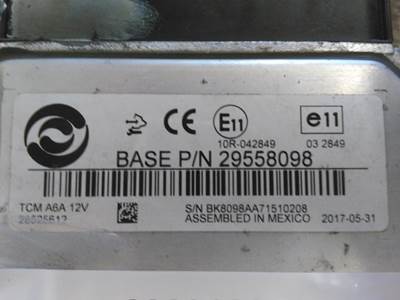 CE E11 e11
10R-042849 03 2849
BASE P/N 29558098
TCM A6A 12V S/N BK8098AA71510208
ASSEMBLED IN MEXICO 2017-05-31